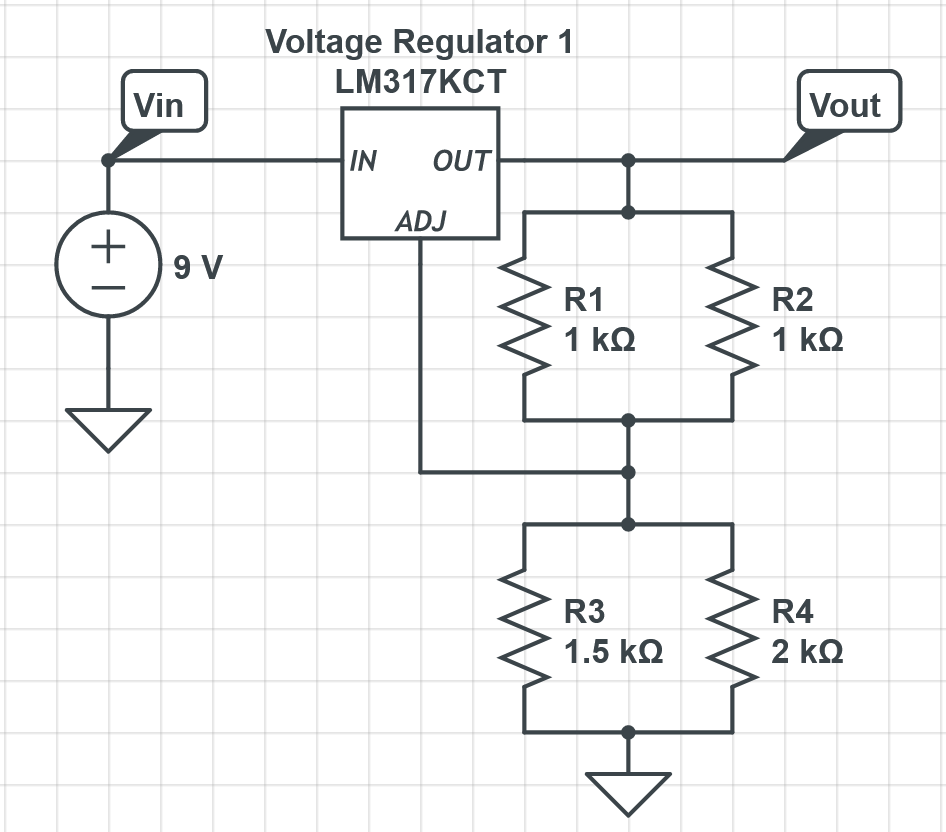 Voltage Regulator 1
LM317KCT
Vin
Vout
IN
OUT
ADJ
+
−
9 V
R1
1 kΩ
R2
1 kΩ
R3
1.5 kΩ
R4
2 kΩ